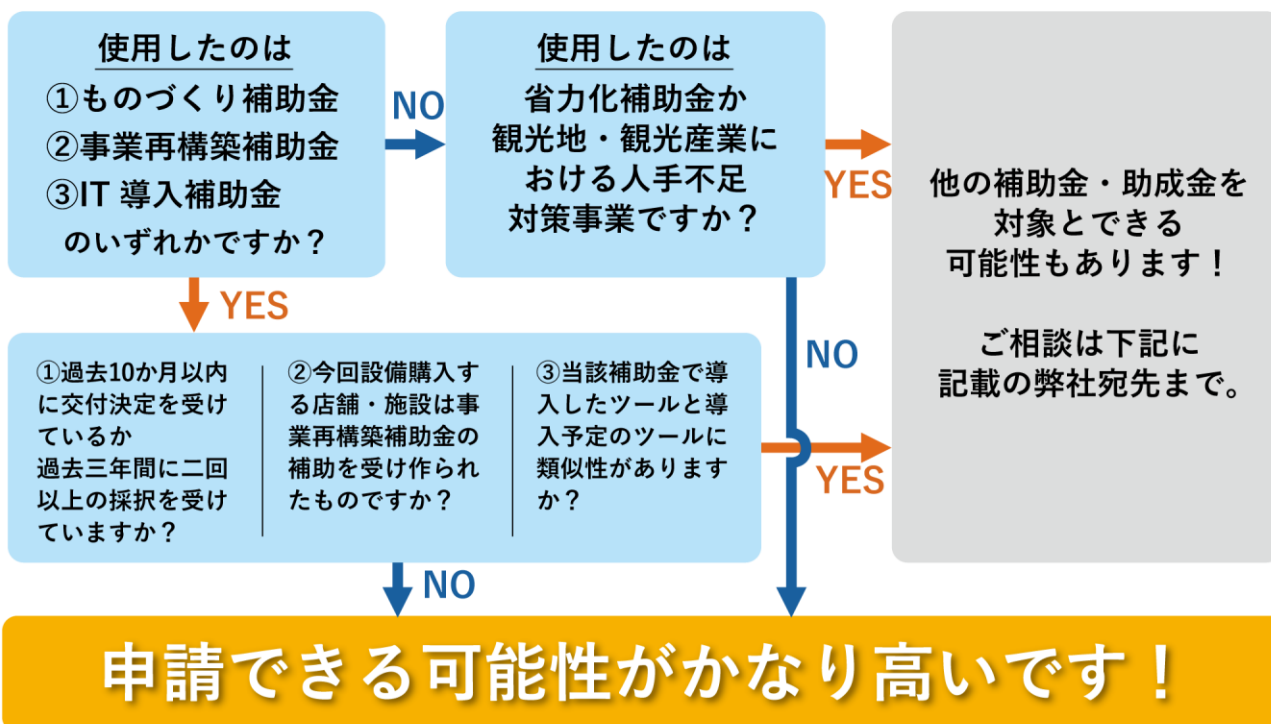 使用したのは
①ものづくり補助金
②事業再構築補助金
③IT 導入補助金
のいずれかですか？
NO
使用したのは
省力化補助金か
観光地・観光産業に
おける人手不足
対策事業ですか？
YES
他の補助金・助成金を
対象とできる
可能性もあります！
ご相談は下記に
記載の弊社宛先まで。
YES
NO
①過去10か月以内
に交付決定を受け
ているか
過去三年間に二回
以上の採択を受け
ていますか？
②今回設備購入す
る店舗・施設は事
業再構築補助金の
補助を受け作られ
たものですか？
③当該補助金で導
入したツールと導
入予定のツールに
類似性があります
か？
YES
NO
申請できる可能性がかなり高いです！